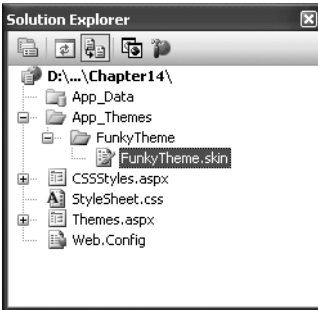 Solution Explorer
D:\...\Chapter14\
App_Data
App_Themes
FunkyTheme
FunkyTheme.skin
CSSStyles.aspx
StyleSheet.css
Themes.aspx
Web.Config